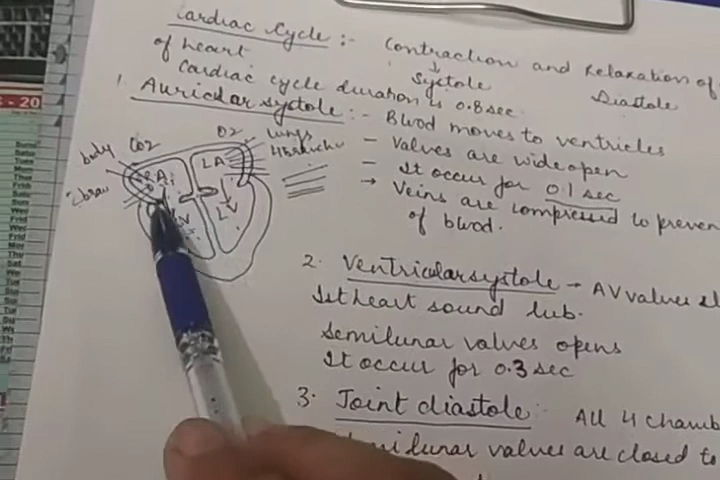 Cardiac Cycle :- Contraction and Relaxation of
of heart
Systole
Diastole
Cardiac cycle duration is 0.8 sec
1. Auricular systole :- Blood moves to ventricles
- Valves are wide open
- It occur for 0.1 sec
→ Veins are compressed to preven
of blood.
CO2
O2
body
lungs
LA
RA
LV
2. Ventricular systole - AV valves
1st heart sound lub.
Semilunar valves opens
It occur for 0.3 sec
3. Joint diastole : All 4 chamb
lunar valves are closed to
- 20